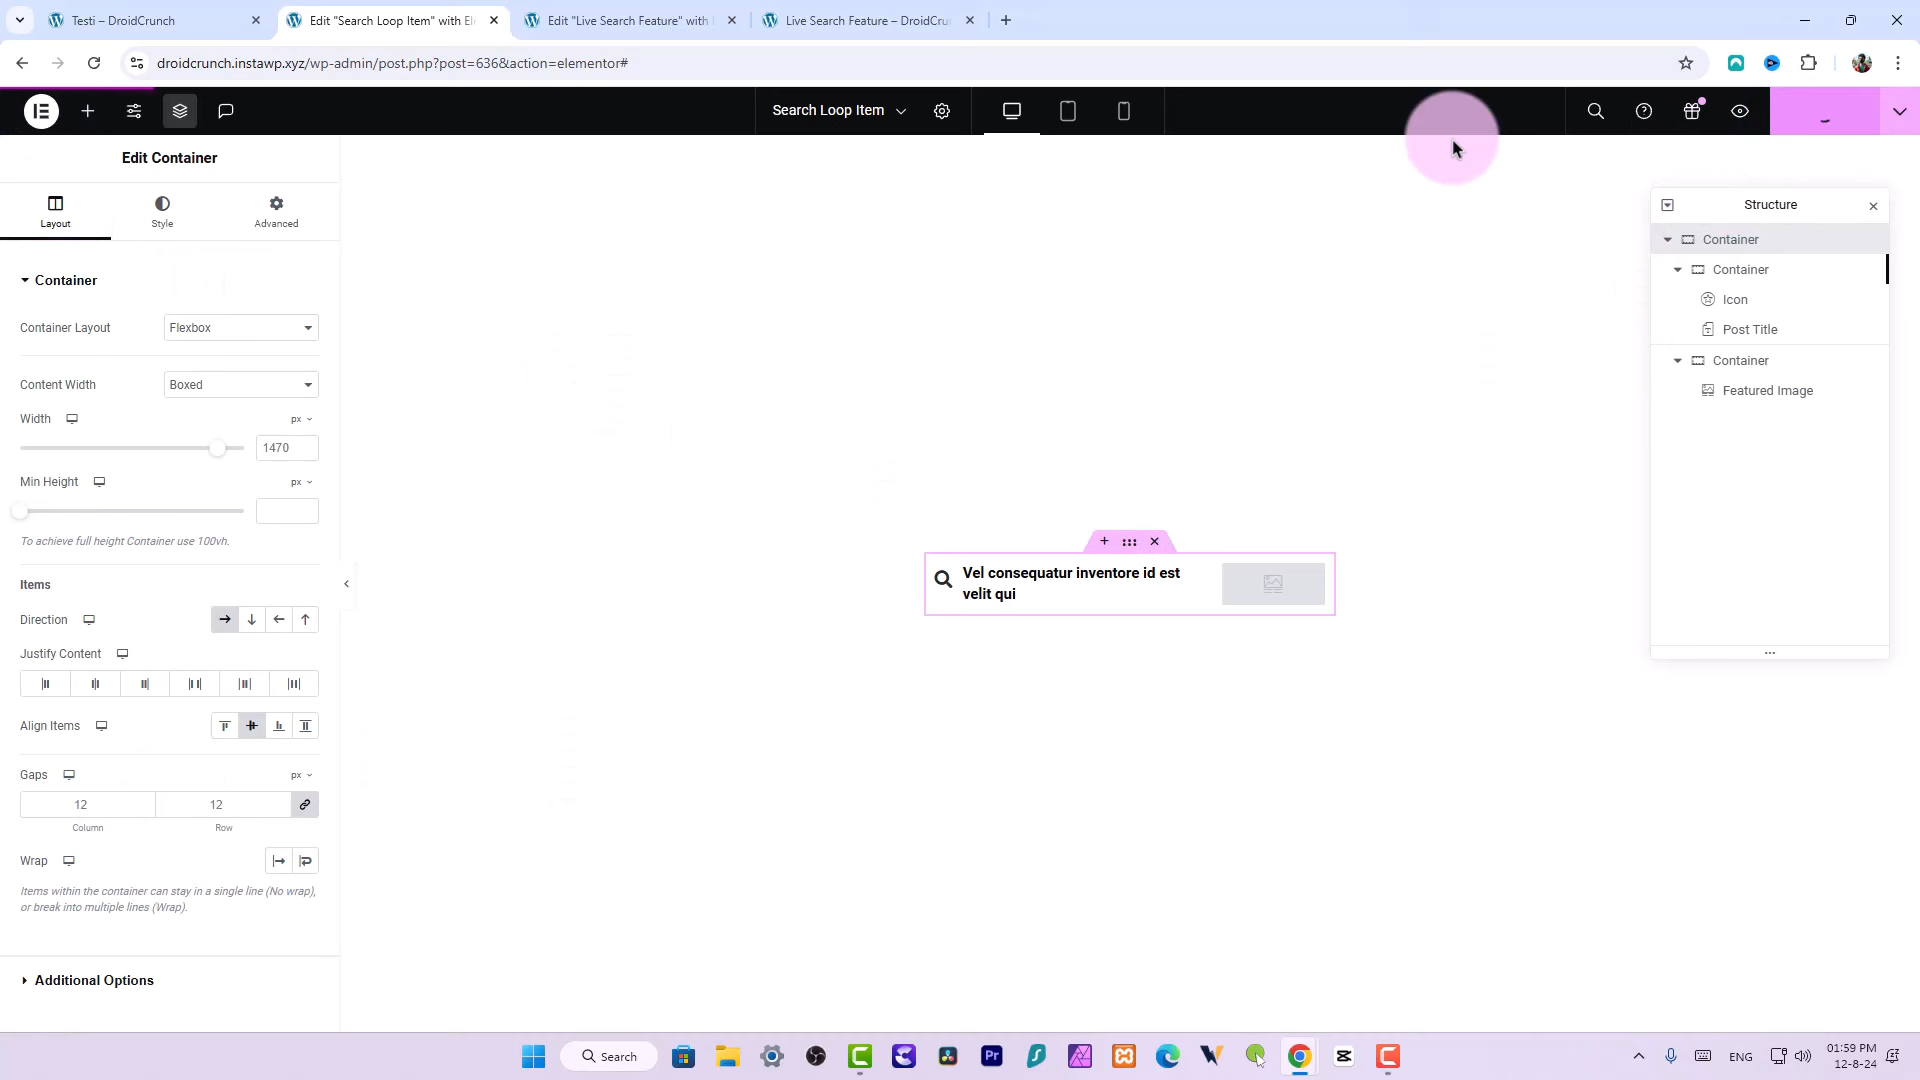 Testi – DroidCrunch
Edit "Search Loop Item" with El
Edit "Live Search Feature" with
Live Search Feature – DroidCru
droidcrunch.instawp.xyz/wp-admin/post.php?post=636&action=elementor#
Search Loop Item
Edit Container
Layout
Style
Advanced
Container
Container Layout
Flexbox
Content Width
Boxed
Width
px
1470
Min Height
px
To achieve full height Container use 100vh.
Items
Direction
Justify Content
Align Items
Gaps
px
12
12
Column
Row
Wrap
Items within the container can stay in a single line (No wrap),
or break into multiple lines (Wrap).
Additional Options
Vel consequatur inventore id est
velit qui
Structure
Container
Container
Icon
Post Title
Container
Featured Image
Search
Pr
ENG
01:59 PM
12-8-24